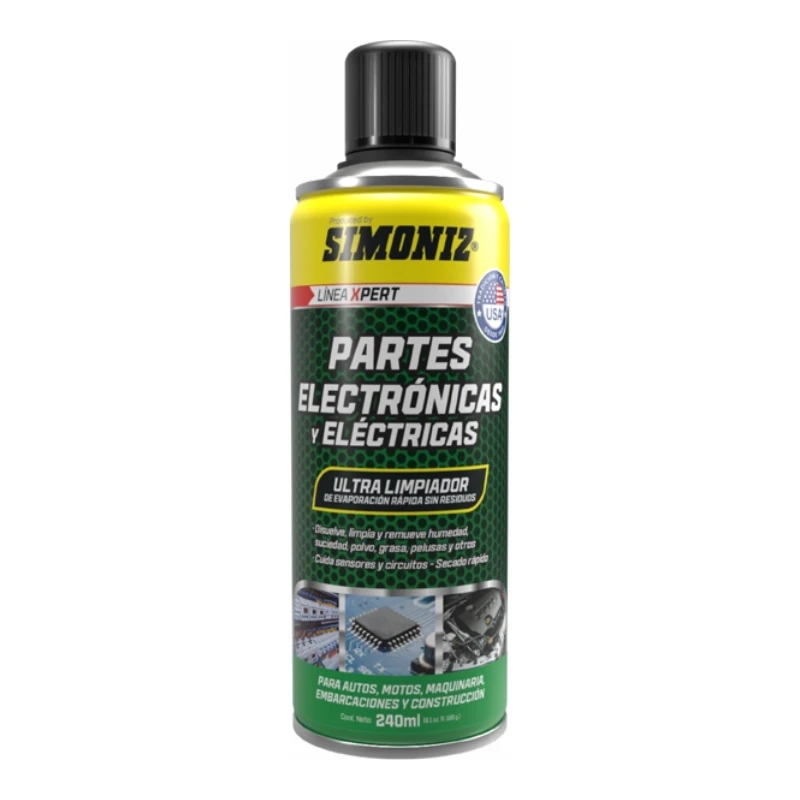 Produced by
SIMONIZ®
LÍNEA XPERT
USA
PARTES
ELECTRÓNICAS
Y ELÉCTRICAS
ULTRA LIMPIADOR
DE EVAPORACIÓN RÁPIDA SIN RESIDUOS
- Disuelve, limpia y remueve humedad,
suciedad, polvo, grasa, pelusas y otros
- Cuida sensores y circuitos - Secado rápido
PARA AUTOS, MOTOS, MAQUINARIA,
EMBARCACIONES Y CONSTRUCCIÓN
Cont. Neto: 240ml